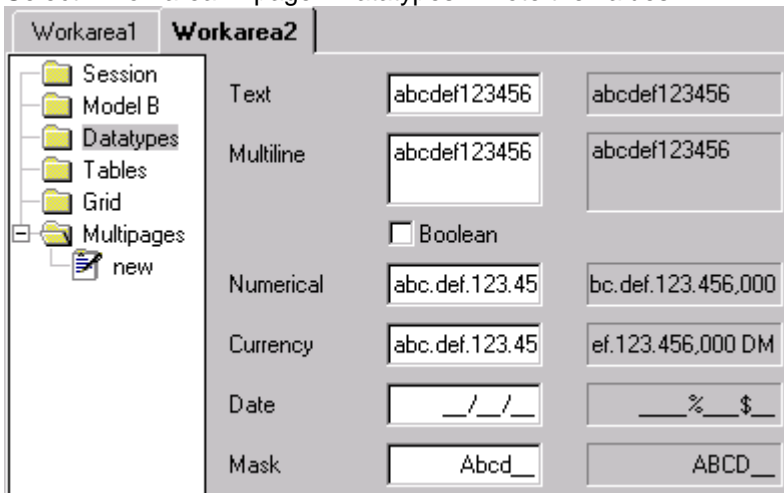 Workarea1 Workarea2
Session
Model B
Datatypes
Tables
Grid
Multipages
new
Text abcdef123456 abcdef123456
Multiline abcdef123456 abcdef123456
Boolean
Numerical abc.def.123.45 bc.def.123.456,000
Currency abc.def.123.45 ef.123.456,000 DM
Date __/__/__ ____%___$__
Mask Abcd__ ABCD__